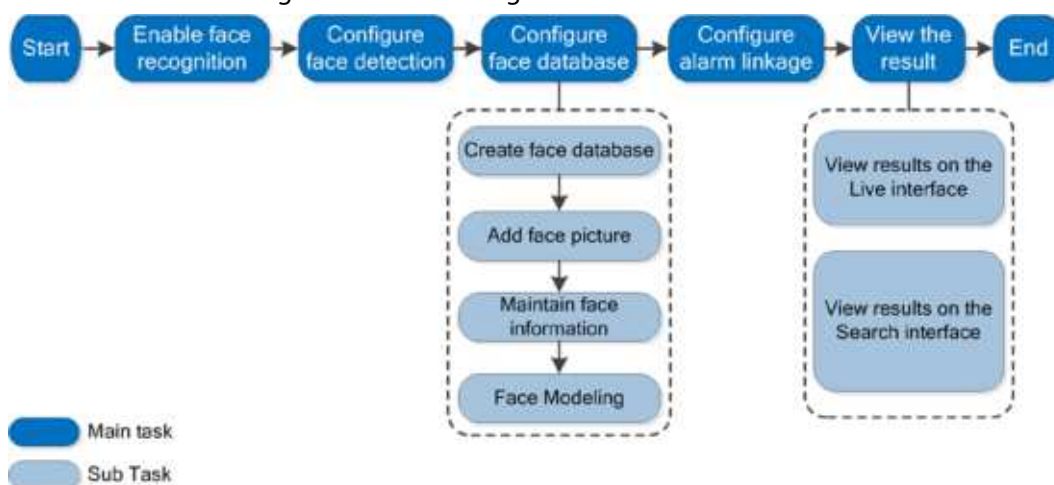 Start
Enable face
recognition
Configure
face detection
Configure
face database
Configure
alarm linkage
View the
result
End
Create face database
Add face picture
Maintain face
information
Face Modeling
View results on the
Live interface
View results on the
Search interface
Main task
Sub Task